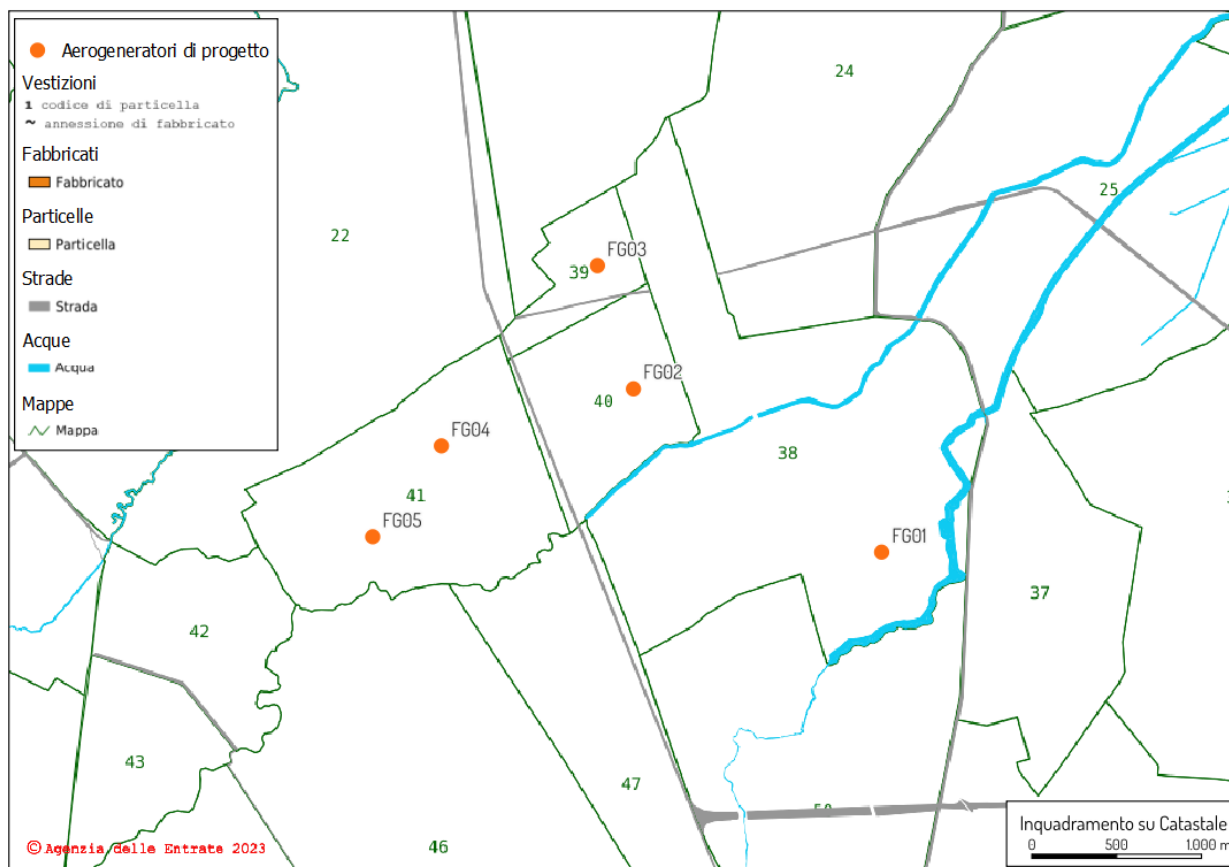 Aerogeneratori di progetto
Vestizioni
1 codice di particella
~ annessione di fabbricato
Fabbricati
Fabbricato
Particelle
Particella
Strade
Strada
Acque
Acqua
Mappe
Mappa
24
25
22
FG03
39
FG02
40
FG04
38
41
FG05
FG01
37
42
43
47
46
© Agenzia delle Entrate 2023
Inquadramento su Catastale
0 500 1.000 m